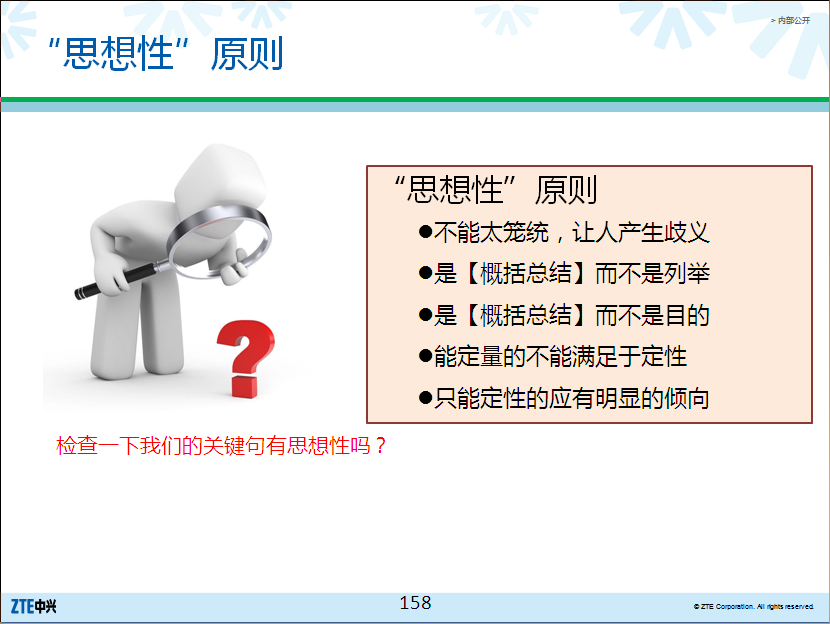 > 内部公开
“思想性”原则
“思想性”原则
●不能太笼统，让人产生歧义
●是【概括总结】而不是列举
●是【概括总结】而不是目的
●能定量的不能满足于定性
●只能定性的应有明显的倾向
?
检查一下我们的关键句有思想性吗？
ZTE中兴
158
© ZTE Corporation. All rights reserved.